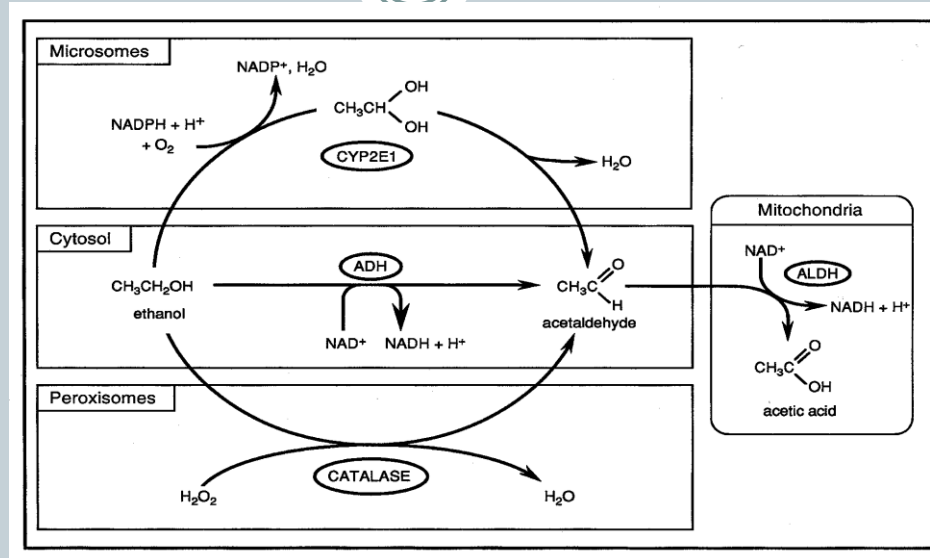 Microsomes
NADP+, H₂O
NADPH + H⁺
+ O₂
CH₃CH
OH
OH
CYP2E1
H₂O
Cytosol
CH₃CH₂OH
ethanol
ADH
NAD⁺
NADH + H⁺
CH₃C
O
H
acetaldehyde
Peroxisomes
H₂O₂
CATALASE
H₂O
Mitochondria
NAD⁺
ALDH
NADH + H⁺
CH₃C
O
OH
acetic acid